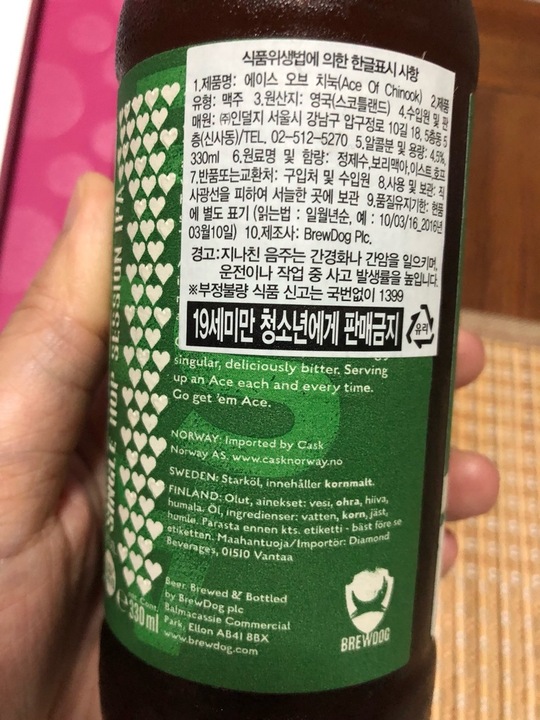 식품위생법에 의한 한글표시 사항
1.제품명: 에이스 오브 치눅(Ace Of Chinook) 2.제품
유형: 맥주 3.원산지: 영국(스코틀랜드) 4.수입원 및 판
매원: ㈜인덜지 서울시 강남구 압구정로 10길 18, 5층동 5
층(신사동)/TEL. 02-512-5270 5.알콜분 및 용량: 4.5%,
330ml 6.원료명 및 함량: 정제수,보리맥아,이스트,호프
7.반품또는교환처: 구입처 및 수입원 8.사용 및 보관: 직
사광선을 피하여 서늘한 곳에 보관 9.품질유지기한: 현품
에 별도 표기 (읽는법 : 일월년순, 예 : 10/03/16_2016년
03월10일) 10.제조사: BrewDog Plc.
경고:지나친 음주는 간경화나 간암을 일으키며,
운전이나 작업 중 사고 발생률을 높입니다.
※부정불량 식품 신고는 국번없이 1399
19세미만 청소년에게 판매금지
유리
singular, deliciously bitter. Serving
up an Ace each and every time.
Go get 'em Ace.
NORWAY: Imported by Cask
Norway AS. www.casknorway.no
SWEDEN: Starköl, innehåller kornmalt.
FINLAND: Olut, ainekset: vesi, ohra, hiiva,
humala. Öl, ingredienser: vatten, korn, jäst,
humle. Parasta ennen kts. etiketti - bäst före se
etiketten. Maahantuoja/Importör: Diamond
Beverages, 01510 Vantaa
Beer. Brewed & Bottled
by BrewDog plc
Balmacassie Commercial
Park, Ellon AB41 8BX
www.brewdog.com
330ml
BREWDOG
HOP SESSION IPA